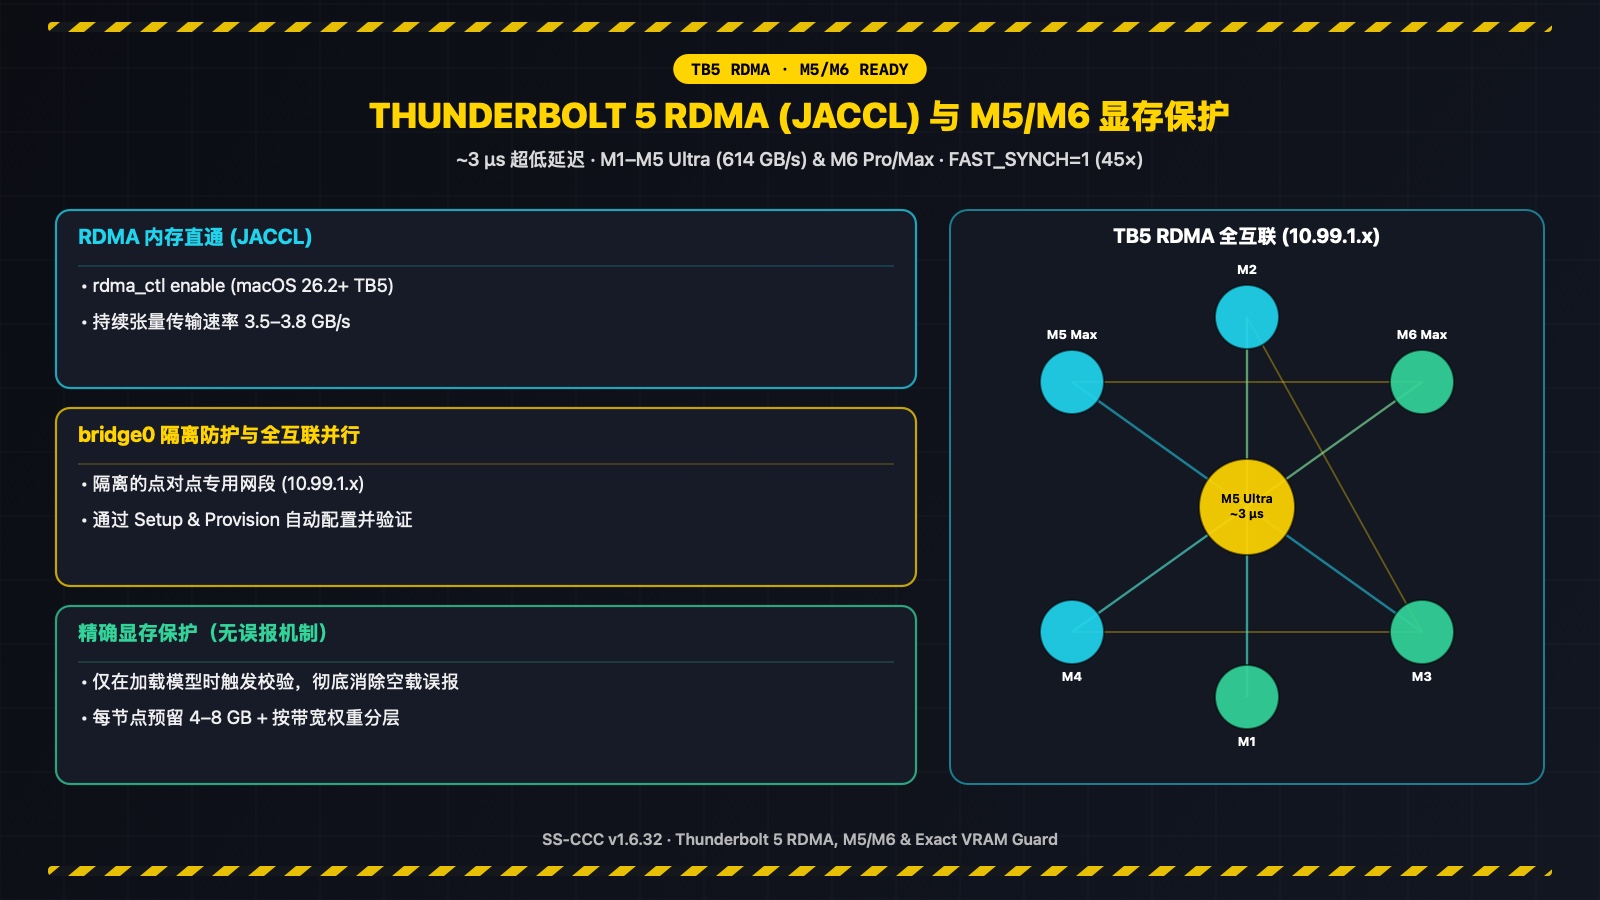 TB5 RDMA · M5/M6 READY
THUNDERBOLT 5 RDMA (JACCL) 与 M5/M6 显存保护
~3 µs 超低延迟 · M1–M5 Ultra (614 GB/s) & M6 Pro/Max · FAST_SYNCH=1 (45×)
RDMA 内存直通 (JACCL)
• rdma_ctl enable (macOS 26.2+ TB5)
• 持续张量传输速率 3.5–3.8 GB/s
bridge0 隔离防护与全互联并行
• 隔离的点对点专用网段 (10.99.1.x)
• 通过 Setup & Provision 自动配置并验证
精确显存保护（无误报机制）
• 仅在加载模型时触发校验，彻底消除空载误报
• 每节点预留 4–8 GB + 按带宽权重分层
TB5 RDMA 全互联 (10.99.1.x)
M2
M5 Max
M6 Max
M5 Ultra
~3 µs
M4
M3
M1
SS-CCC v1.6.32 · Thunderbolt 5 RDMA, M5/M6 & Exact VRAM Guard